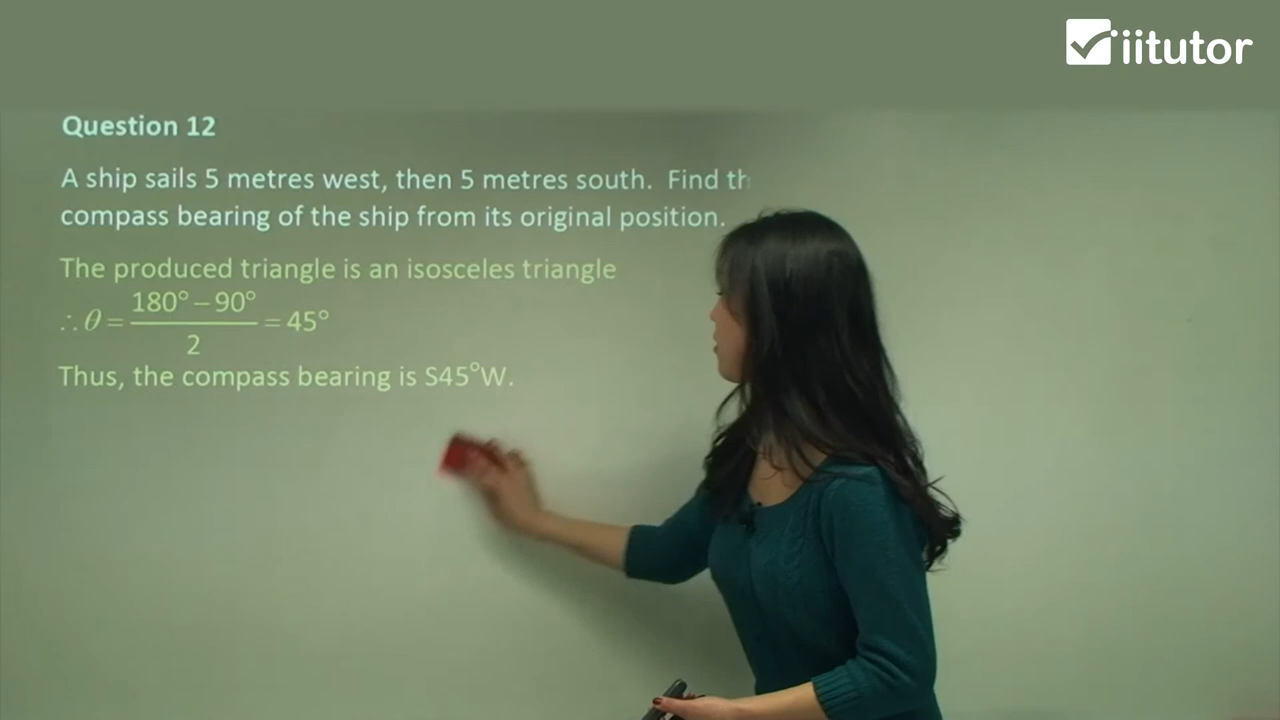 iitutor
Question 12
A ship sails 5 metres west, then 5 metres south. Find th
compass bearing of the ship from its original position.
The produced triangle is an isosceles triangle
∴ θ = (180° – 90°) / 2 = 45°
Thus, the compass bearing is S45°W.